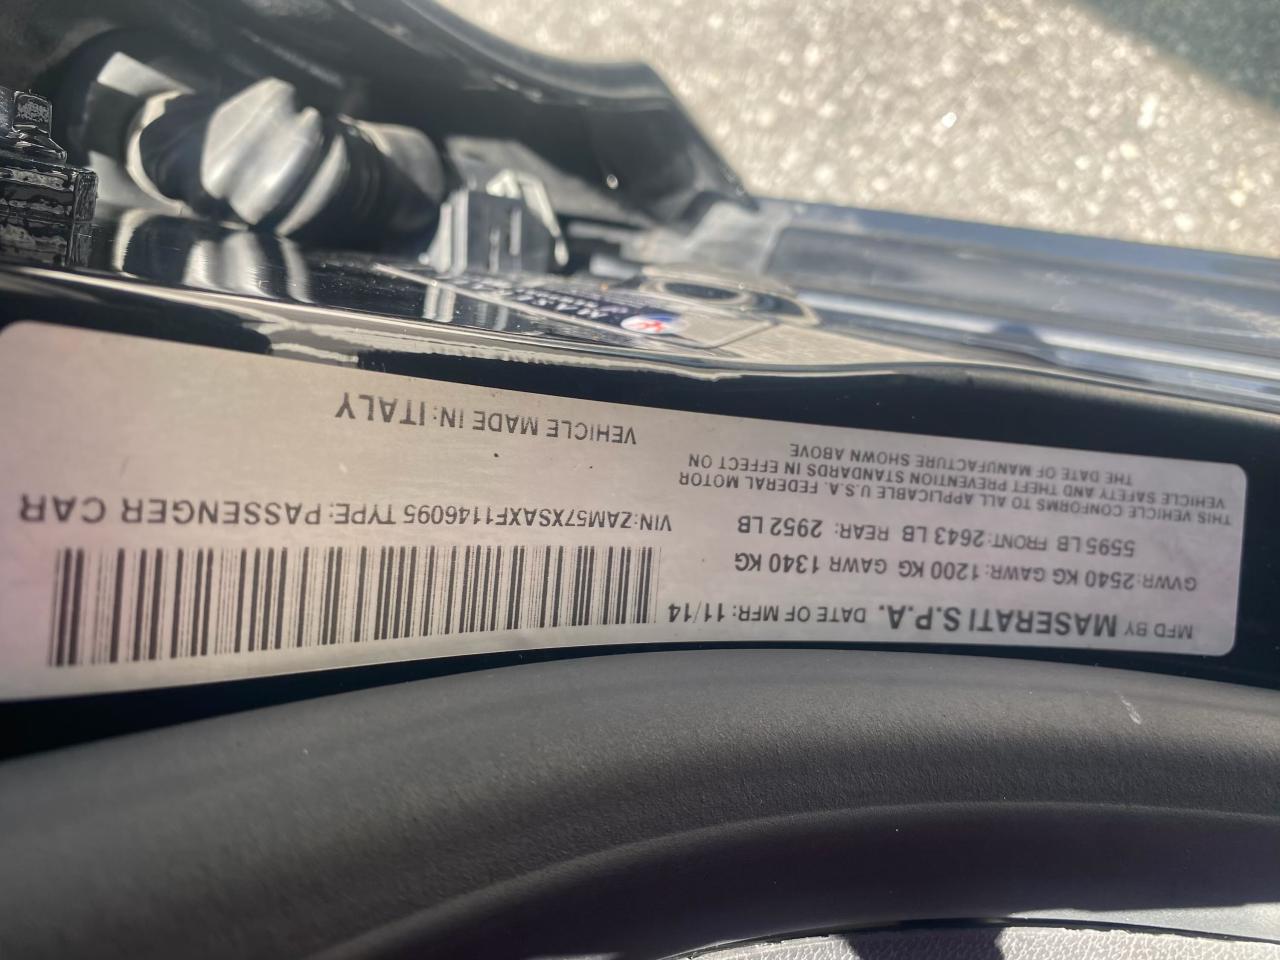 MFD BY MASERATI S.P.A. DATE OF MFR: 11/14
GVWR:2540 KG GAWR:1200 KG GAWR 1340 KG
5595 LB FRONT:2643 LB REAR: 2952 LB
THIS VEHICLE CONFORMS TO ALL APPLICABLE U.S.A. FEDERAL MOTOR
VEHICLE SAFETY AND THEFT PREVENTION STANDARDS IN EFFECT ON
THE DATE OF MANUFACTURE SHOWN ABOVE
VIN:ZAM57XSAXF1146095 TYPE:PASSENGER CAR
VEHICLE MADE IN:ITALY